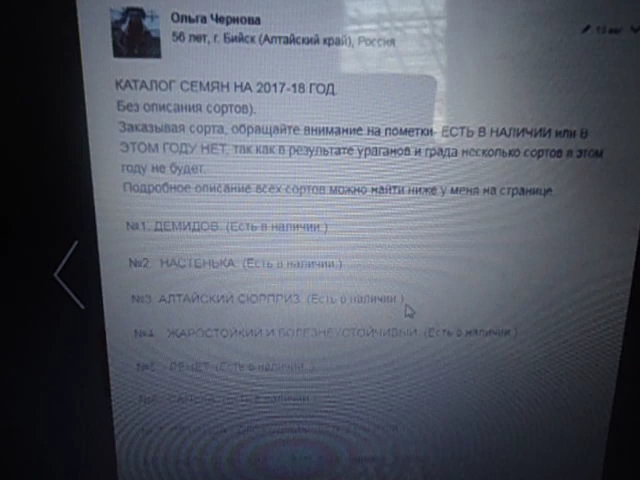 Ольга Чернова
56 лет, г. Бийск (Алтайский край), Россия
КАТАЛОГ СЕМЯН НА 2017-18 ГОД.
Без описания сортов).
Заказывая сорта, обращайте внимание на пометки- ЕСТЬ В НАЛИЧИИ или В
ЭТОМ ГОДУ НЕТ, так как в результате ураганов и града несколько сортов в этом
году не будет.
Подробное описание всех сортов можно найти ниже у меня на странице.
№1. ДЕМИДОВ. (Есть в наличии.)
№2. НАСТЕНЬКА. (Есть в наличии.)
№3. АЛТАЙСКИЙ СЮРПРИЗ. (Есть в наличии.)
№4. ЖАРОСТОЙКИЙ И БОЛЕЗНЕУСТОЙЧИВЫЙ. (Есть в наличии.)
(Есть в наличии.)